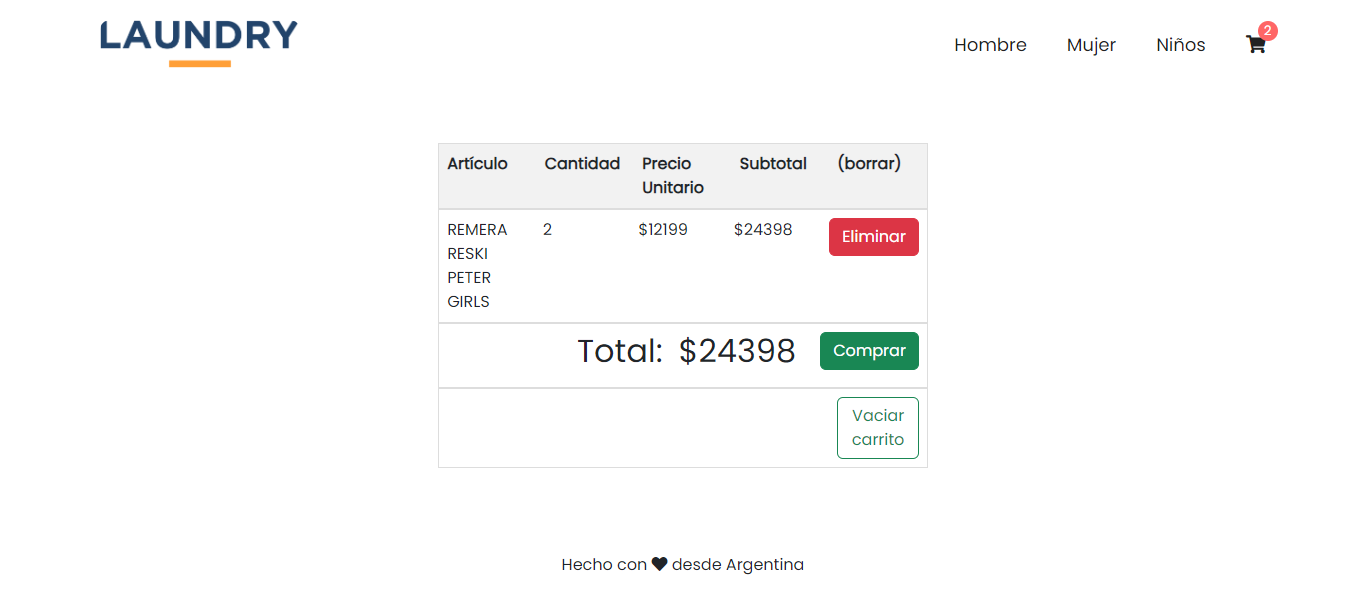 LAUNDRY
Hombre Mujer Niños 2
Artículo Cantidad Precio Unitario Subtotal (borrar)
REMERA RESKI PETER GIRLS 2 $12199 $24398 Eliminar
Total: $24398 Comprar
Vaciar carrito
Hecho con ♥ desde Argentina